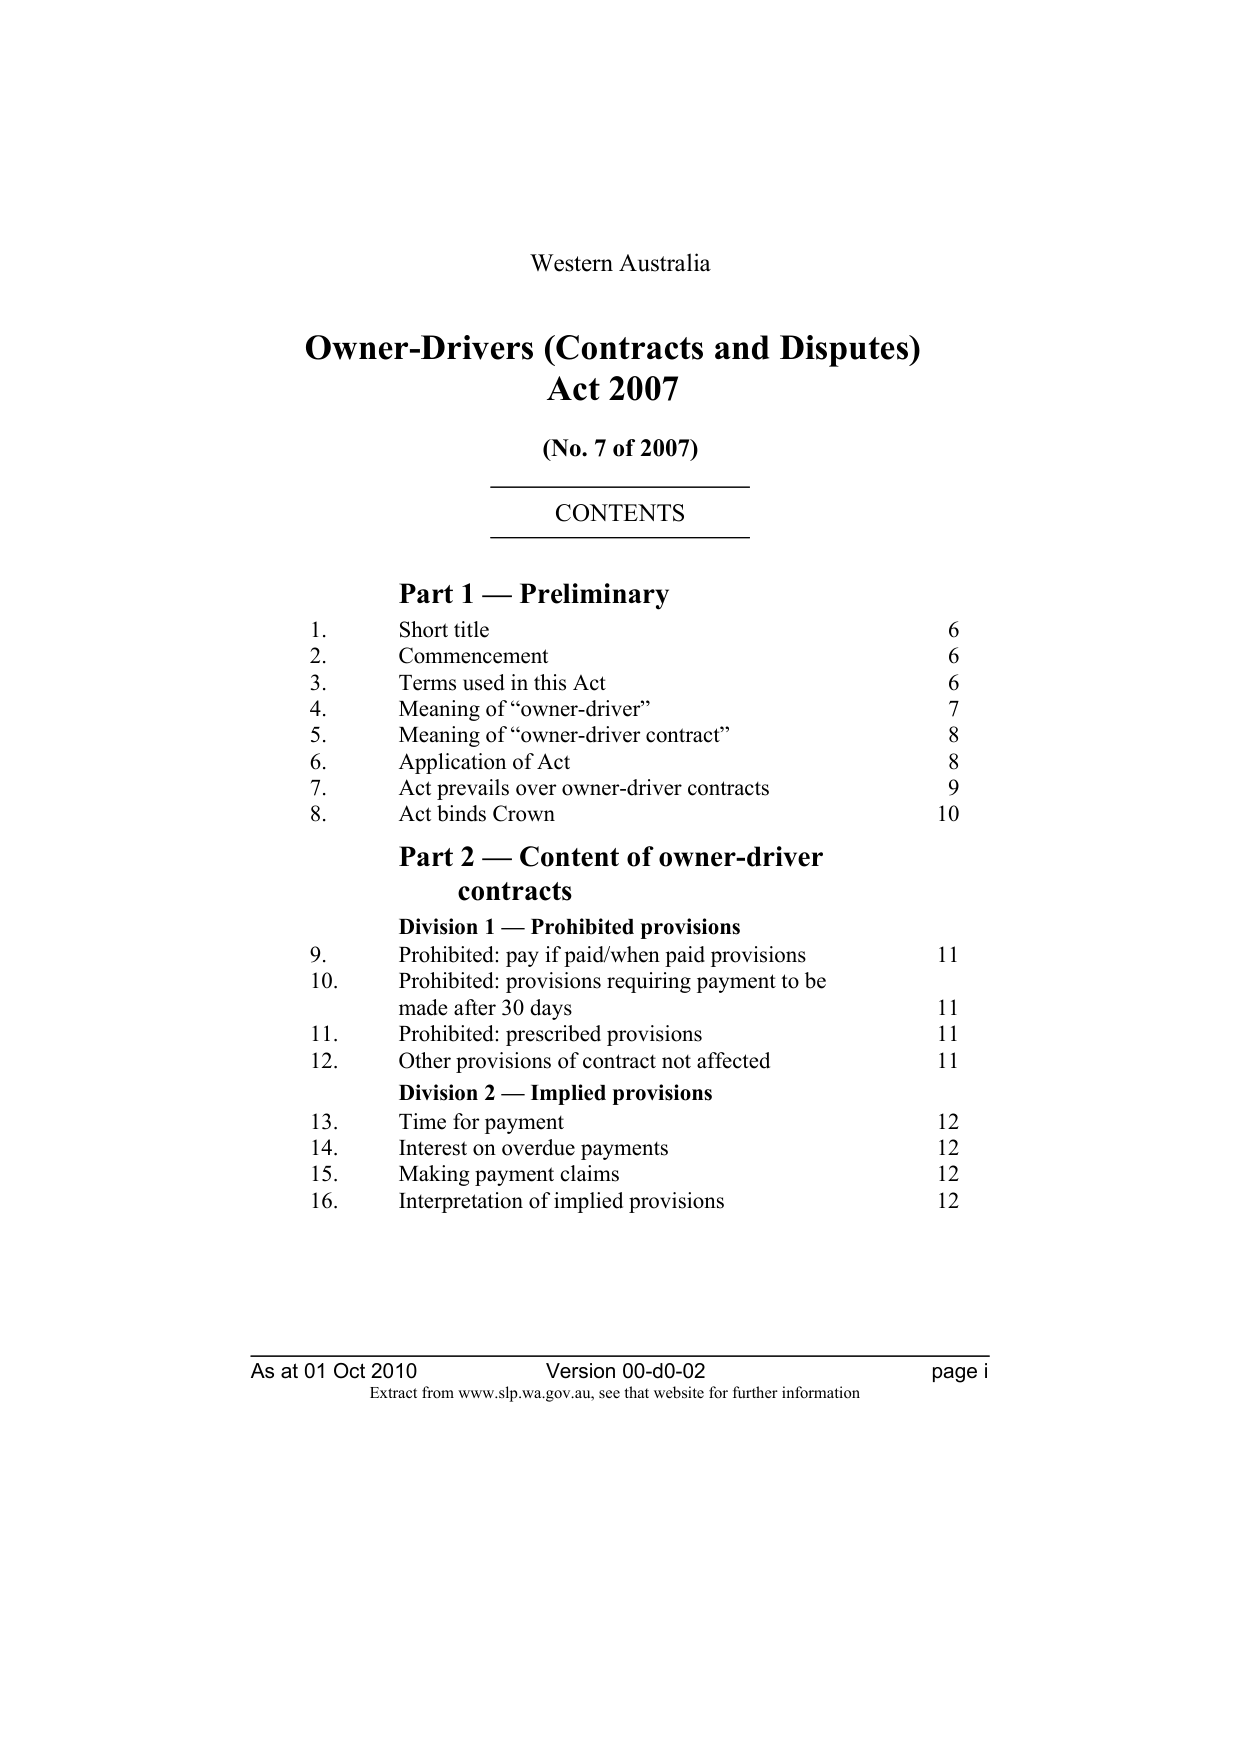 Western Australia
Owner-Drivers (Contracts and Disputes)
Act 2007
(No. 7 of 2007)
CONTENTS
Part 1 — Preliminary
1. Short title 6
2. Commencement 6
3. Terms used in this Act 6
4. Meaning of “owner-driver” 7
5. Meaning of “owner-driver contract” 8
6. Application of Act 8
7. Act prevails over owner-driver contracts 9
8. Act binds Crown 10
Part 2 — Content of owner-driver
contracts
Division 1 — Prohibited provisions
9. Prohibited: pay if paid/when paid provisions 11
10. Prohibited: provisions requiring payment to be
made after 30 days 11
11. Prohibited: prescribed provisions 11
12. Other provisions of contract not affected 11
Division 2 — Implied provisions
13. Time for payment 12
14. Interest on overdue payments 12
15. Making payment claims 12
16. Interpretation of implied provisions 12
As at 01 Oct 2010 Version 00-d0-02 page i
Extract from www.slp.wa.gov.au, see that website for further information